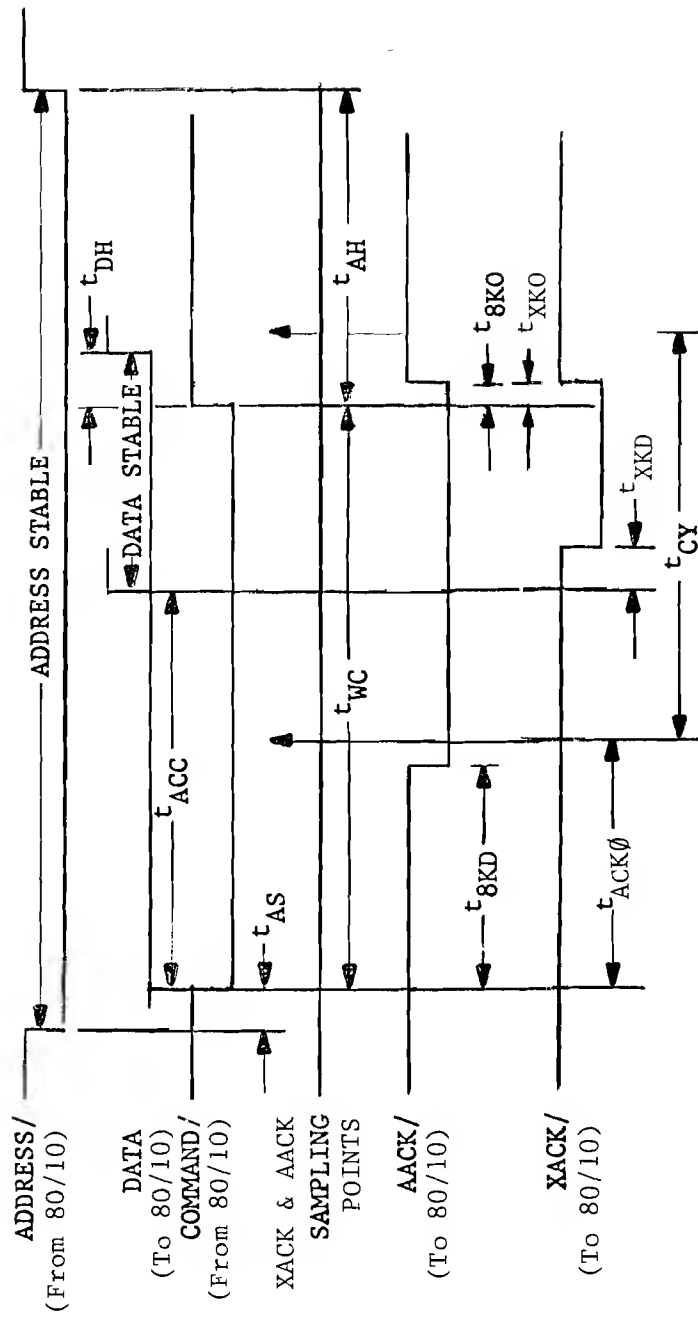 ADDRESS/
(From 80/10)
ADDRESS STABLE
DATA
(To 80/10)
t_ACC
DATA STABLE
t_DH
COMMAND/
(From 80/10)
t_AS
XACK & AACK
SAMPLING
POINTS
t_WC
t_AH
AACK/
(To 80/10)
t_8KD
t_8KO
XACK/
(To 80/10)
t_ACKØ
t_XKD
t_XKO
t_CY